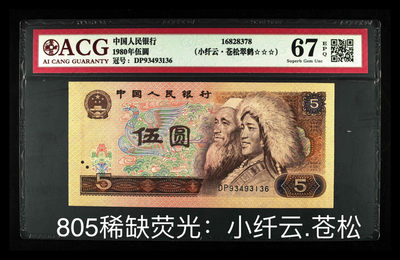 ACG
AI CANG GUARANTY
中国人民银行
1980年伍圆
冠号：DP93493136
16828378
(小纤云·苍松翠鹤☆☆☆)
67
EPQ
Superb Gem Unc
中国人民银行
5
伍圆
DP93493136
5
5
805稀缺荧光：小纤云.苍松